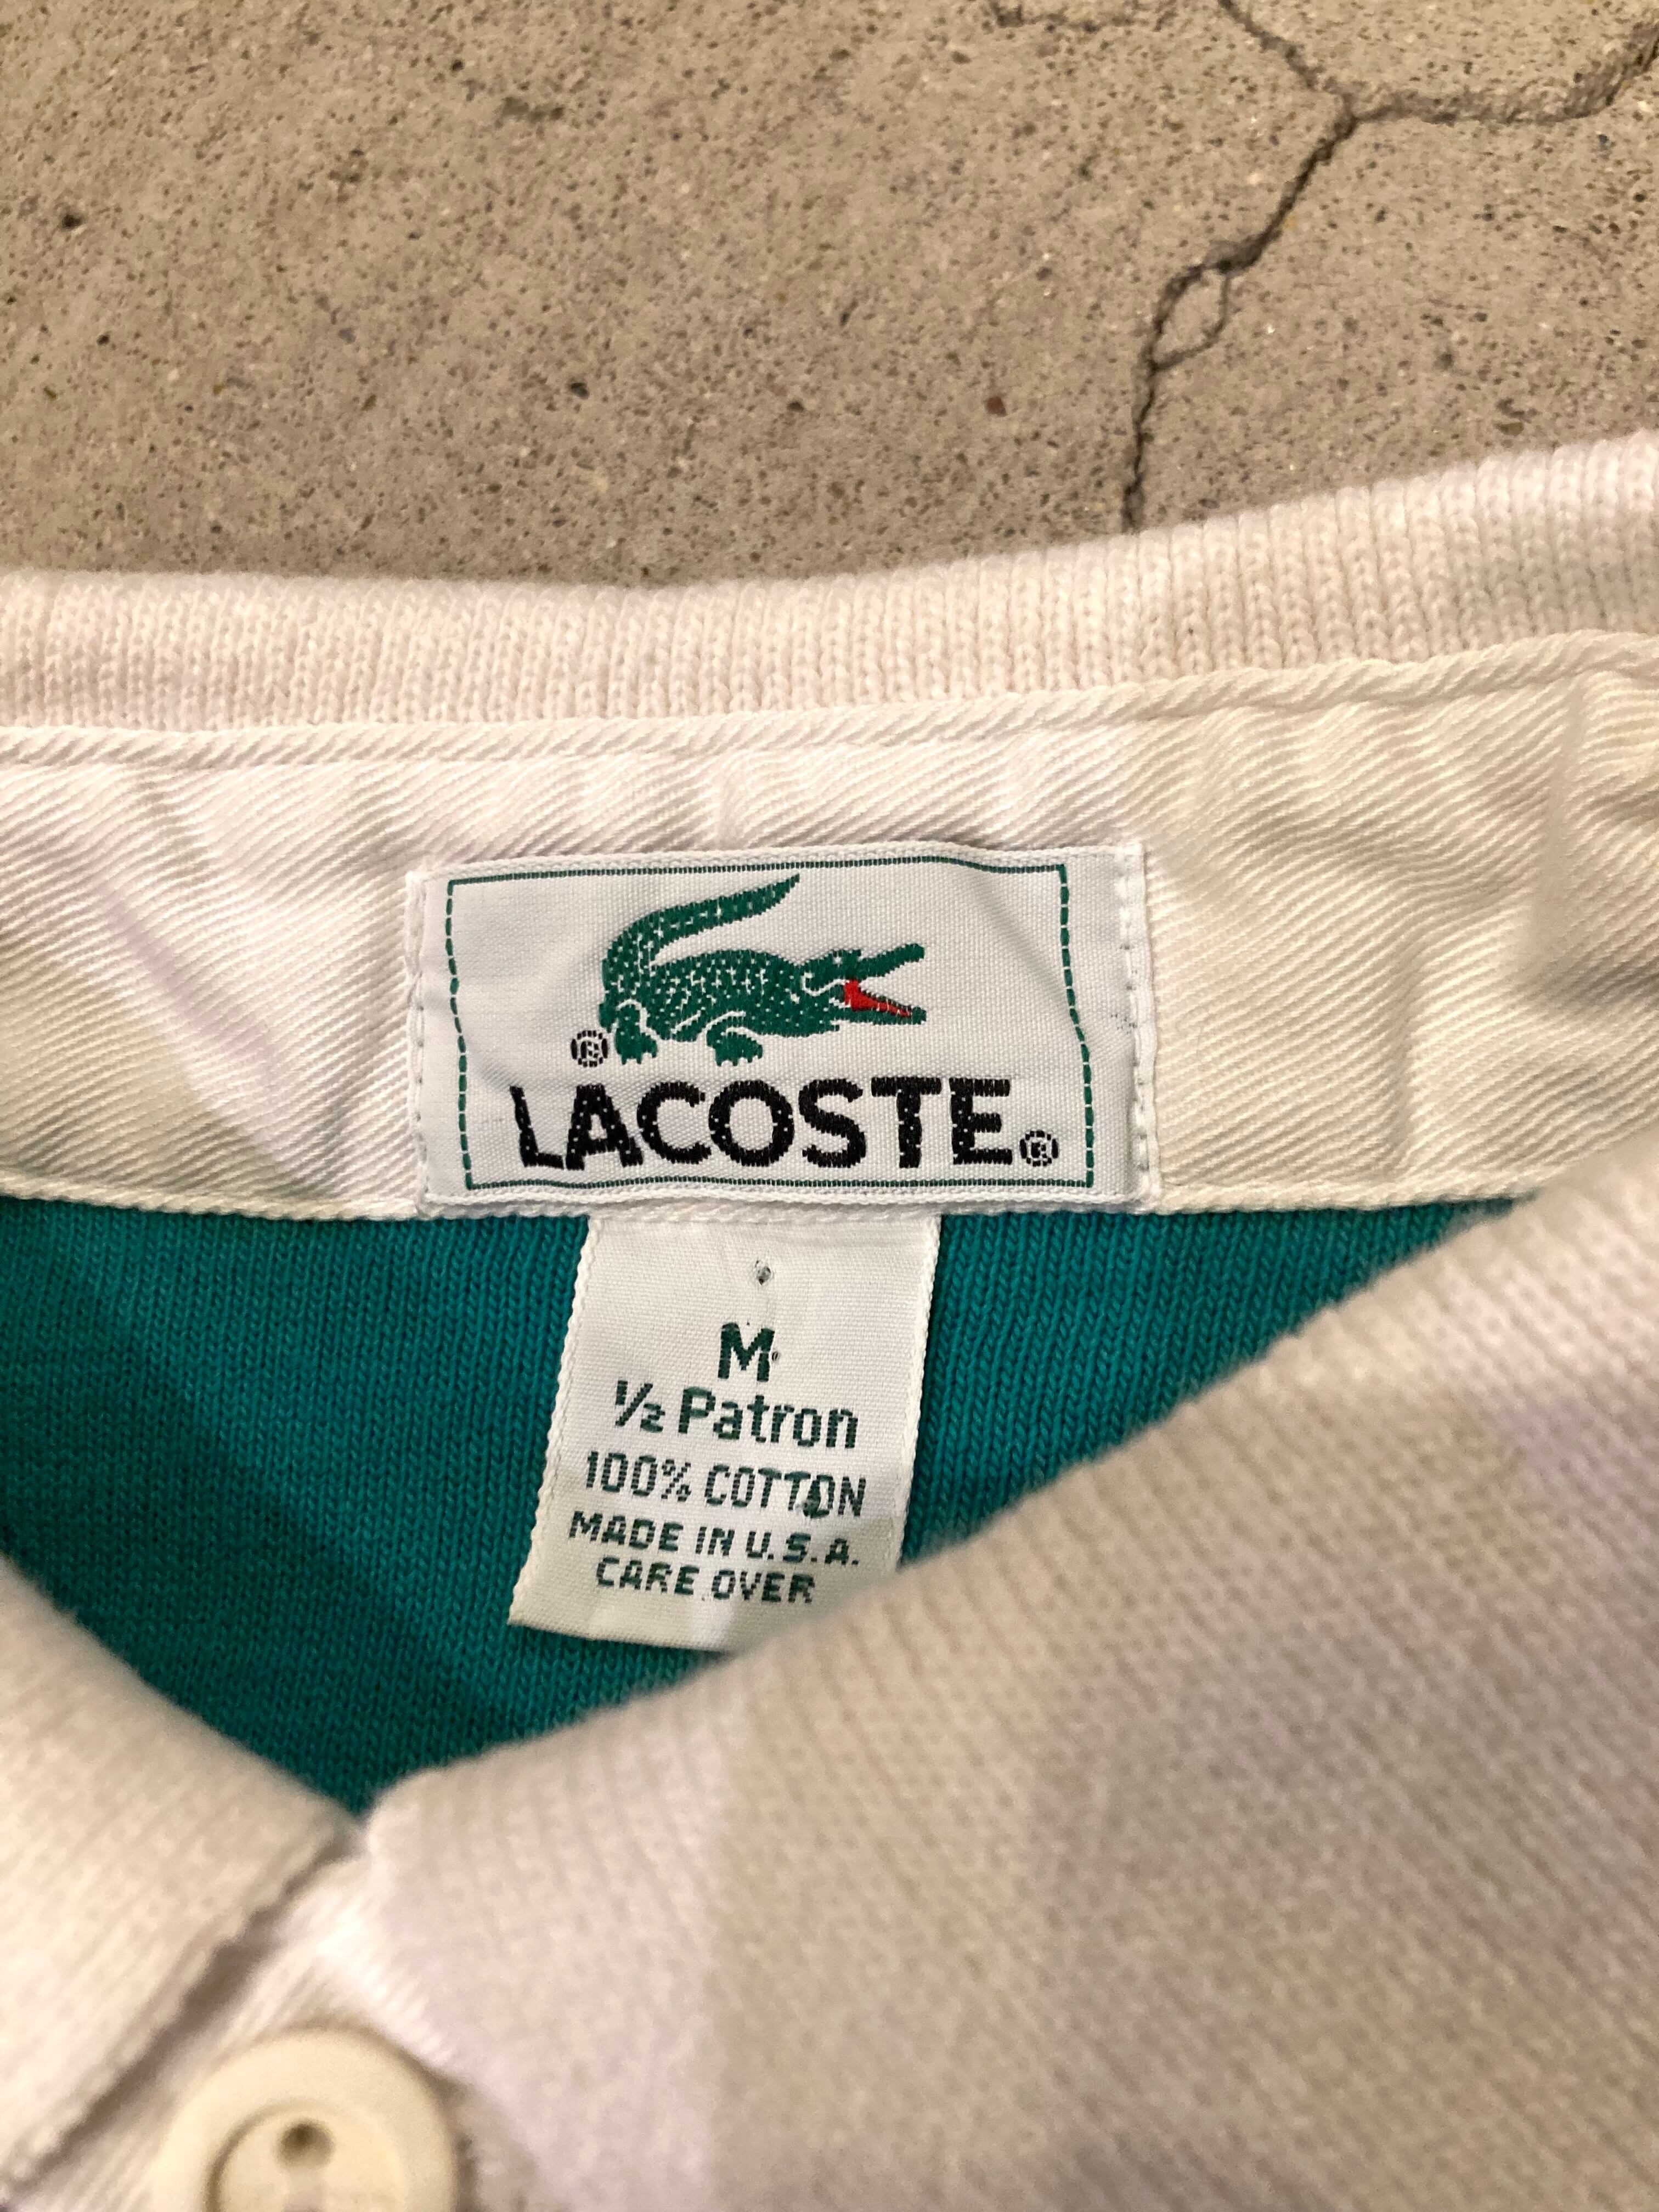 ®
LACOSTE®
M
½ Patron
100% COTTON
MADE IN U.S.A.
CARE OVER